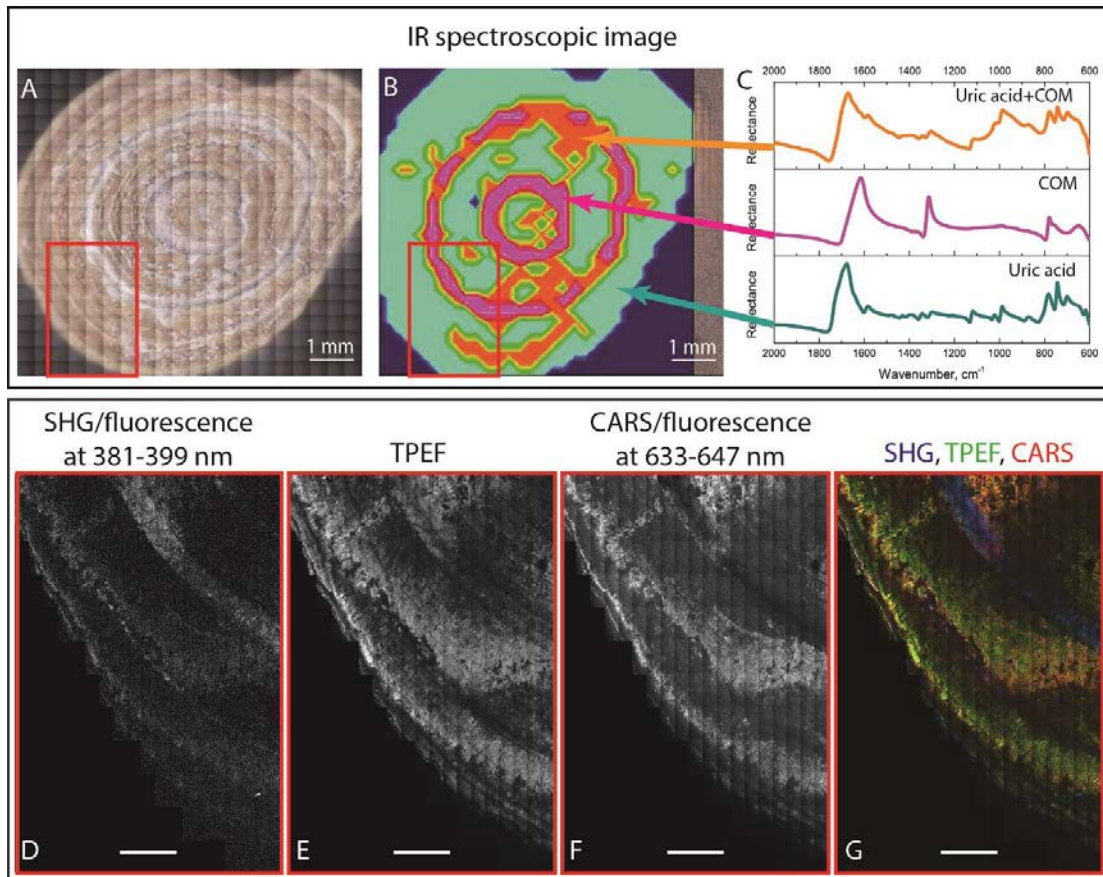 IR spectroscopic image
A
1 mm
B
1 mm
C
2000 1800 1600 1400 1200 1000 800 600
Reflectance
Uric acid+COM
Reflectance
COM
Reflectance
Uric acid
2000 1800 1600 1400 1200 1000 800 600
Wavenumber, cm⁻¹
SHG/fluorescence
at 381-399 nm
TPEF
CARS/fluorescence
at 633-647 nm
SHG, TPEF, CARS
D
E
F
G